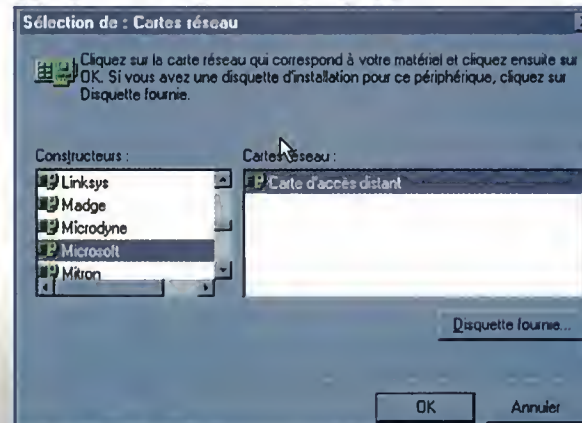 Sélection de : Cartes réseau
Cliquez sur la carte réseau qui correspond à votre matériel et cliquez ensuite sur
OK. Si vous avez une disquette d'installation pour ce périphérique, cliquez sur
Disquette fournie.
Constructeurs :
Cartes réseau :
Linksys
Madge
Microdyne
Microsoft
Mitron
Carte d'accès distant
Disquette fournie...
OK
Annuler